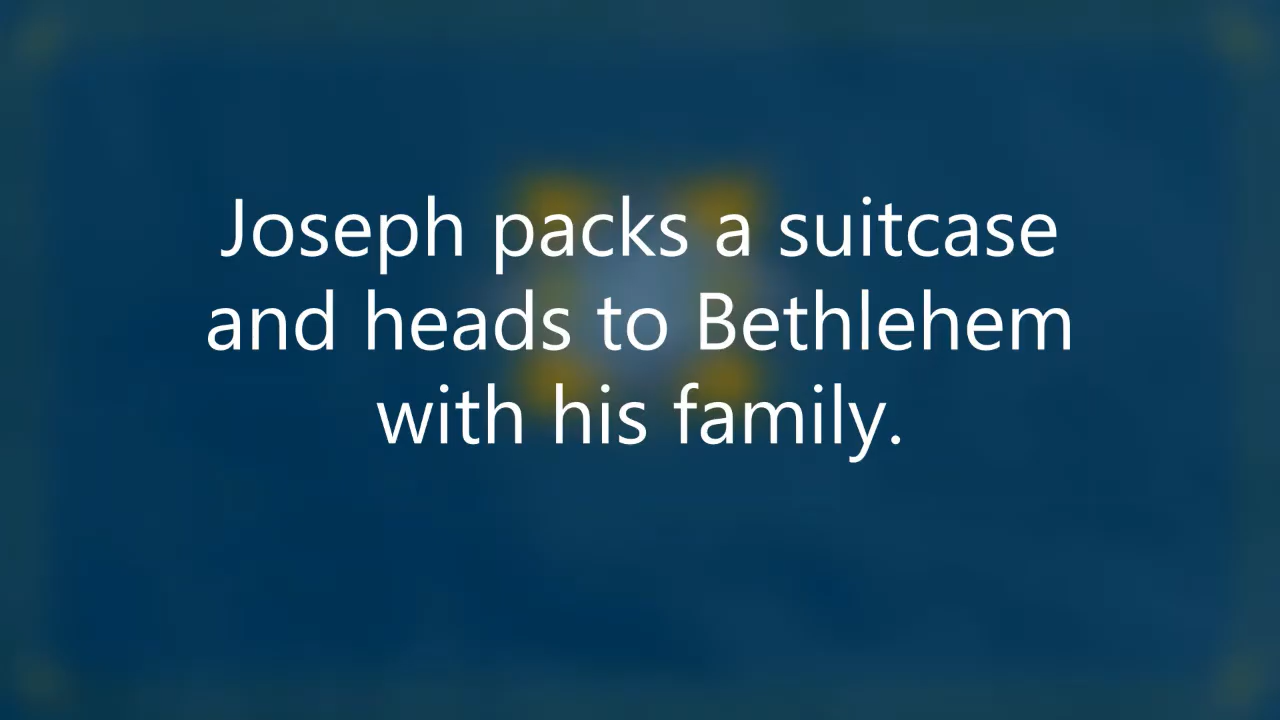 Joseph packs a suitcase
and heads to Bethlehem
with his family.